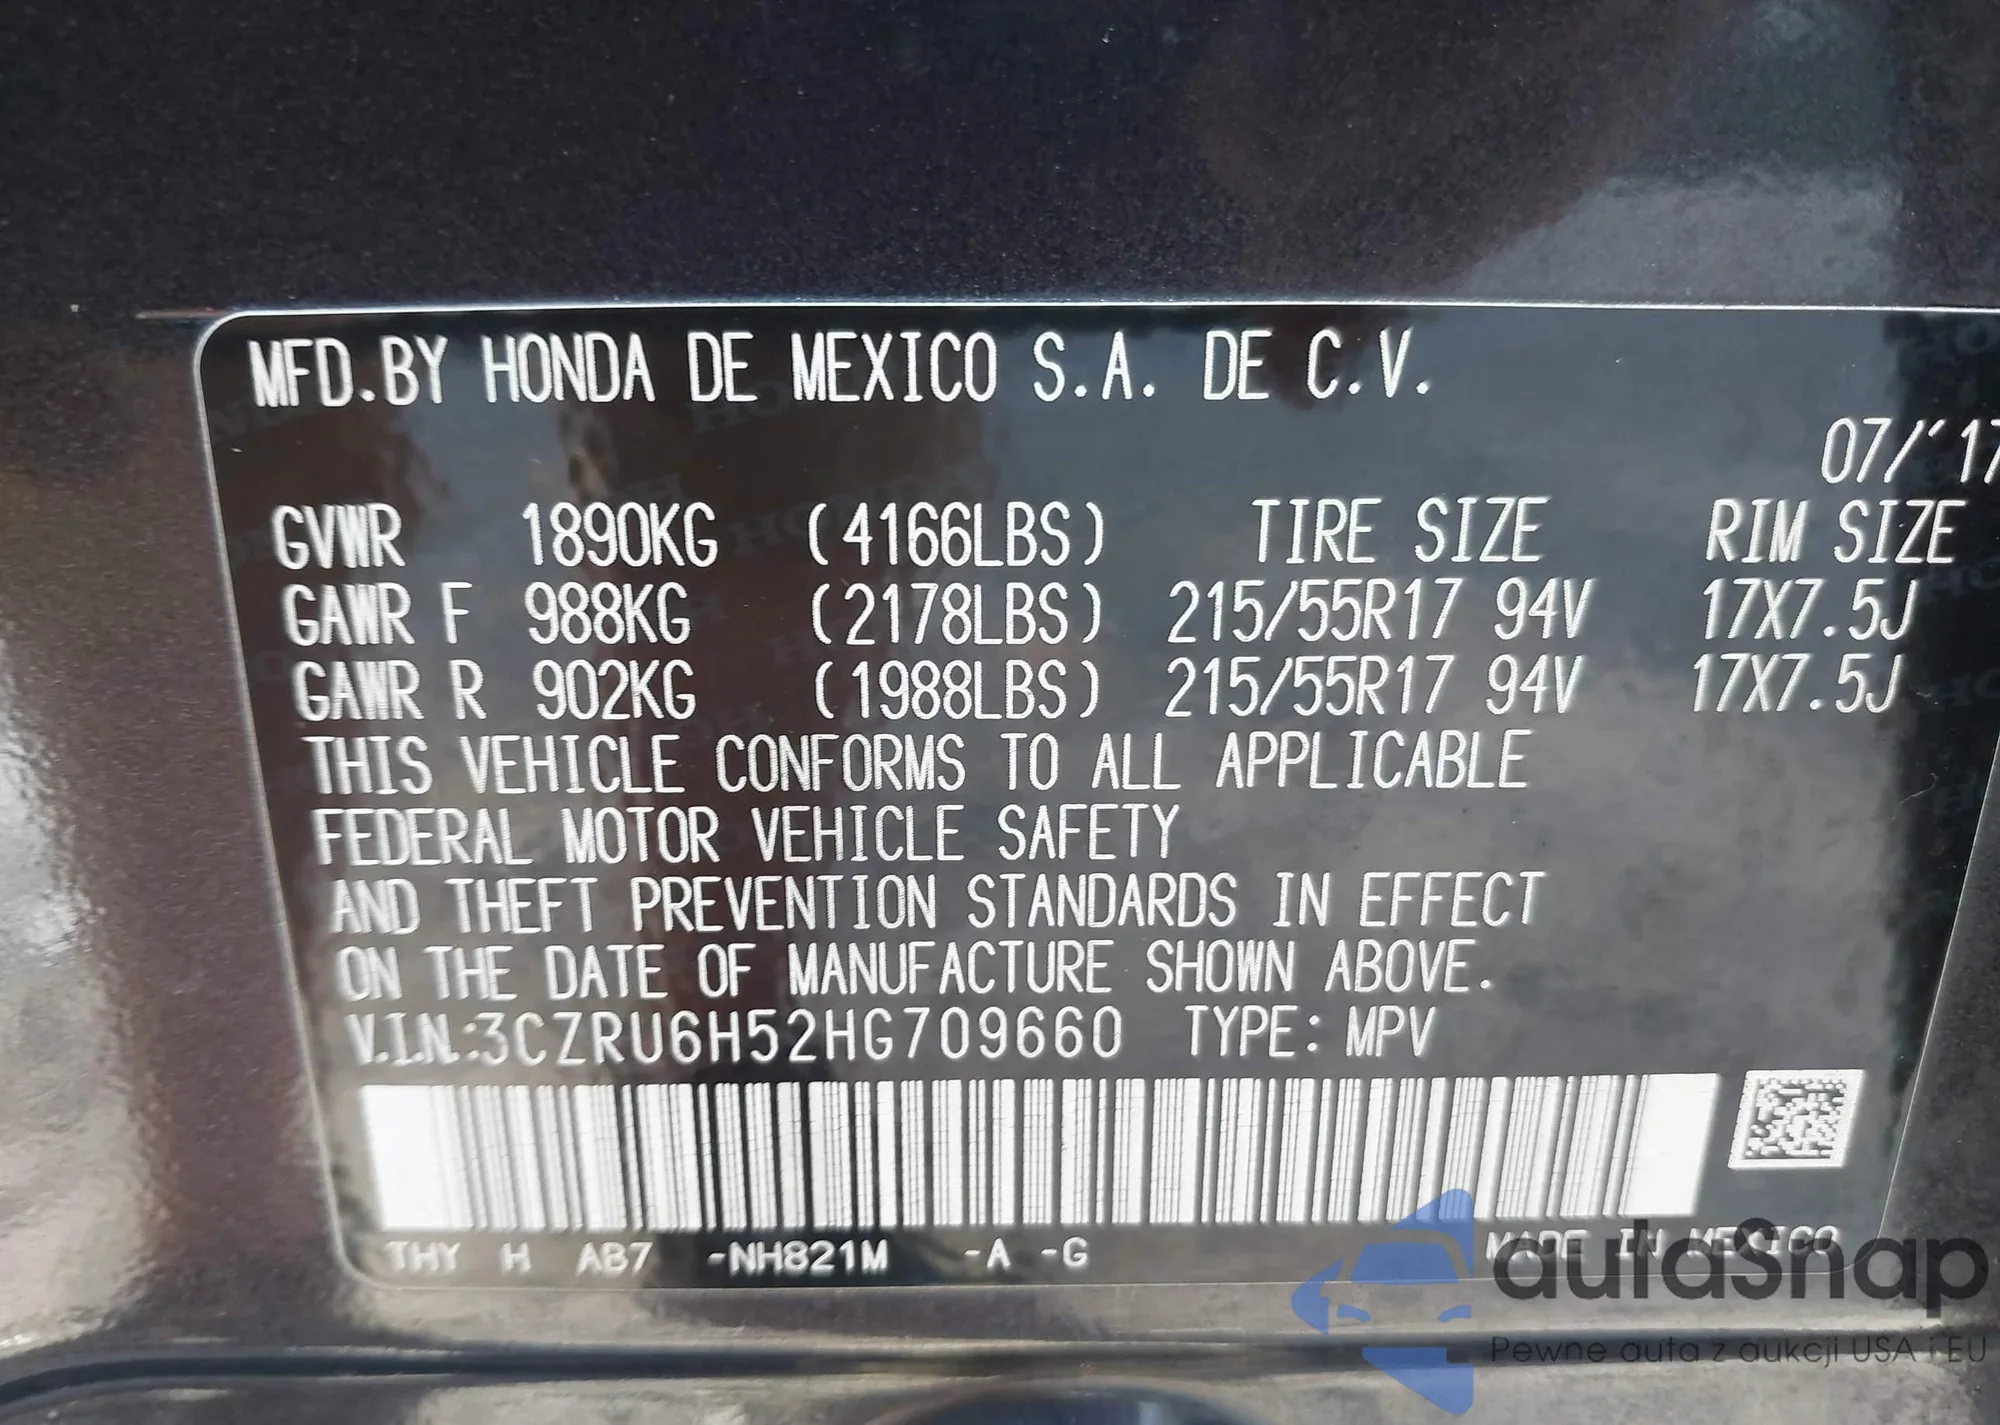 MFD.BY HONDA DE MEXICO S.A. DE C.V.
07/'17
GVWR 1890KG (4166LBS) TIRE SIZE RIM SIZE
GAWR F 988KG (2178LBS) 215/55R17 94V 17X7.5J
GAWR R 902KG (1988LBS) 215/55R17 94V 17X7.5J
THIS VEHICLE CONFORMS TO ALL APPLICABLE
FEDERAL MOTOR VEHICLE SAFETY
AND THEFT PREVENTION STANDARDS IN EFFECT
ON THE DATE OF MANUFACTURE SHOWN ABOVE.
V.I.N.:3CZRU6H52HG709660 TYPE: MPV
THY H AB7 -NH821M -A -G
MADE IN MEXICO
autaSnap
Pewne auta z aukcji USA i EU